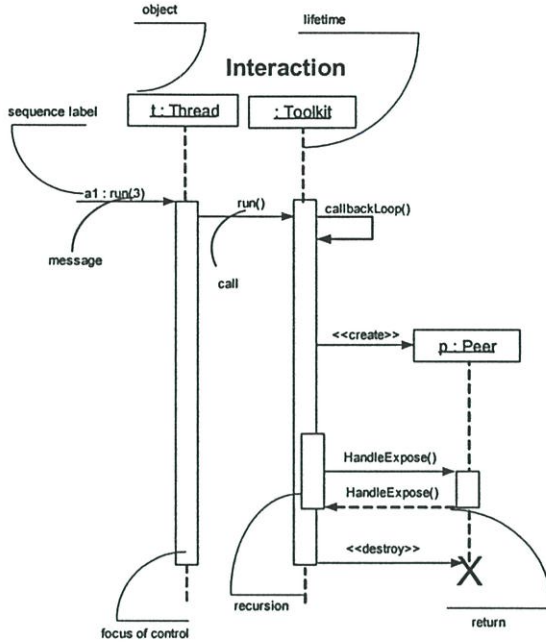 object
lifetime
Interaction
sequence label
t : Thread
: Toolkit
a1 : run(3)
run()
callbackLoop()
message
call
<<create>>
p : Peer
HandleExpose()
HandleExpose()
<<destroy>>
recursion
return
focus of control